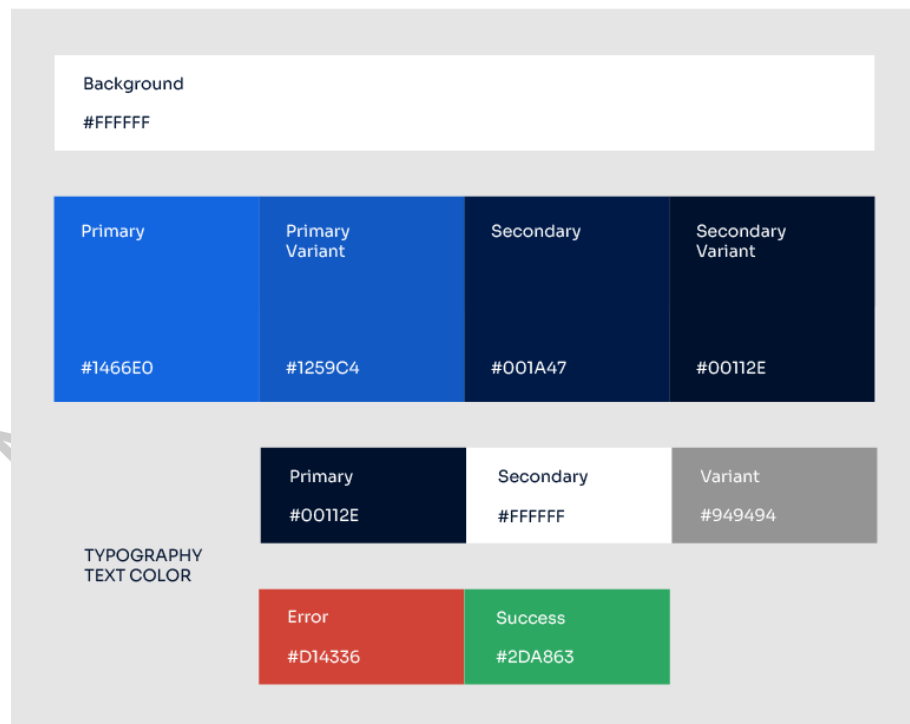 Background
#FFFFFF
Primary
#1466E0
Primary
Variant
#1259C4
Secondary
#001A47
Secondary
Variant
#00112E
TYPOGRAPHY
TEXT COLOR
Primary
#00112E
Secondary
#FFFFFF
Variant
#949494
Error
#D14336
Success
#2DA863